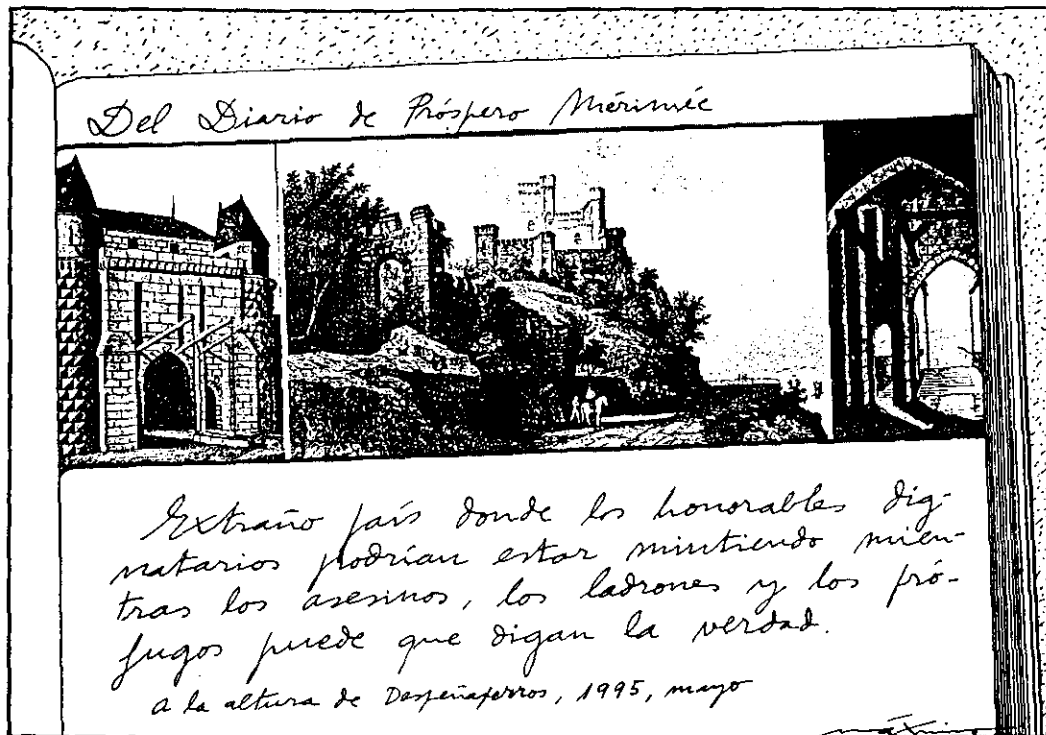 Del Diario de Próspero Mérimée
Extraño país donde los honorables dig-
natarios podrían estar mintiendo mien-
tras los asesinos, los ladrones y los pró-
fugos puede que digan la verdad.
a la altura de Despeñaperros, 1995, mayo
máximo